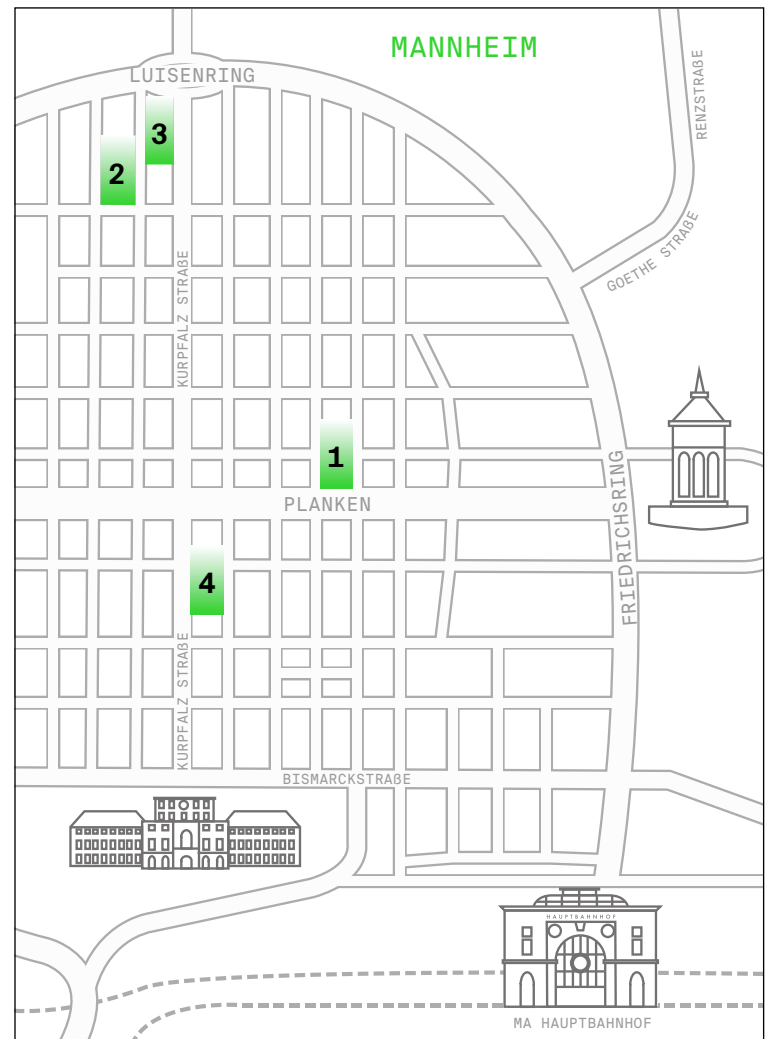 MANNHEIM
LUISENRING
RENZSTRAßE
3
2
GOETHE STRAßE
KURPFALZ STRAßE
1
PLANKEN
FRIEDRICHSRING
4
KURPFALZ STRAßE
BISMARCKSTRAßE
HAUPTBAHNHOF
MA HAUPTBAHNHOF